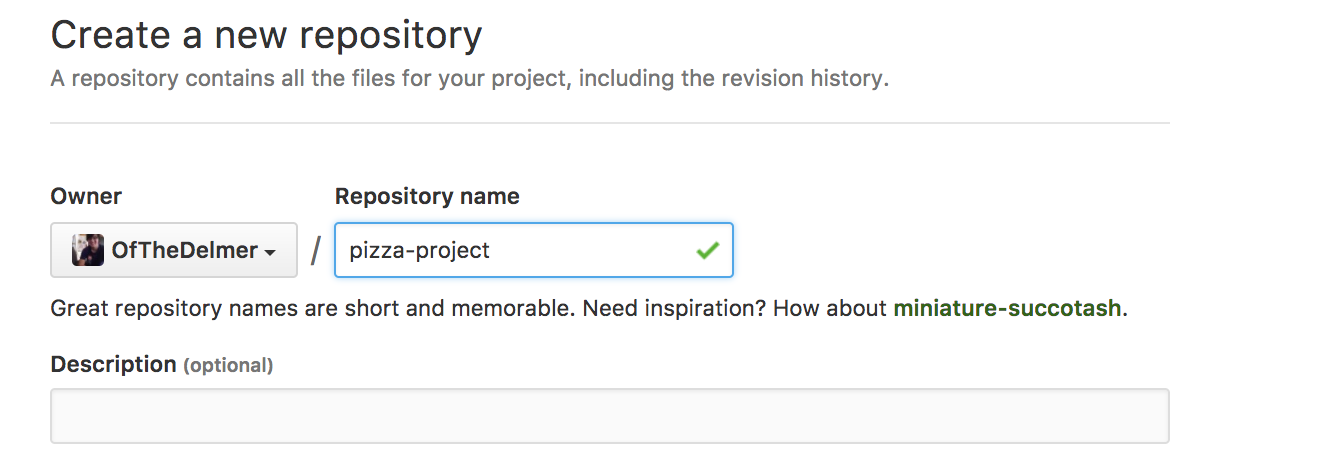 Create a new repository
A repository contains all the files for your project, including the revision history.
Owner
Repository name
OfTheDelmer
/
pizza-project
Great repository names are short and memorable. Need inspiration? How about miniature-succotash.
Description (optional)